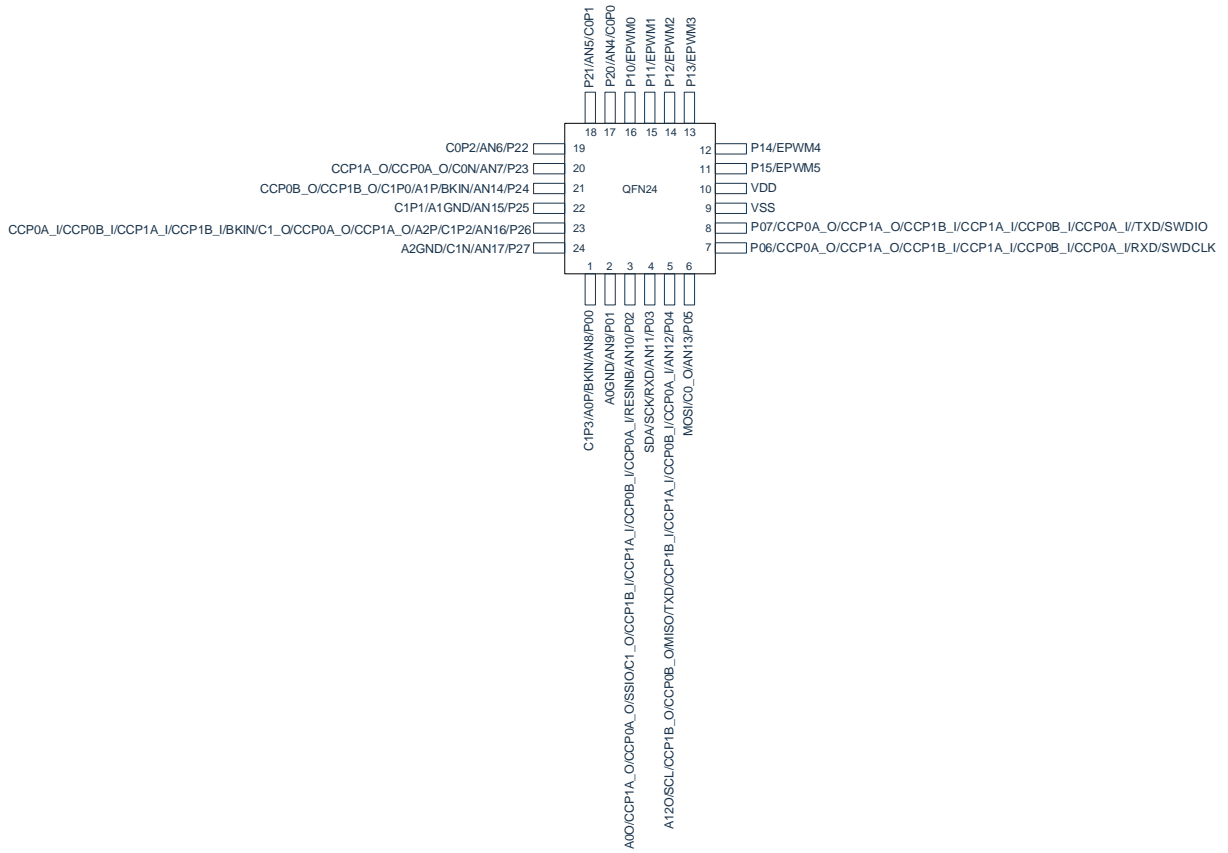 P21/AN5/C0P1
P20/AN4/C0P0
P10/EPWM0
P11/EPWM1
P12/EPWM2
P13/EPWM3
18 17 16 15 14 13
C0P2/AN6/P22 19
CCP1A_O/CCP0A_O/C0N/AN7/P23 20
CCP0B_O/CCP1B_O/C1P0/A1P/BKIN/AN14/P24 21
C1P1/A1GND/AN15/P25 22
CCP0A_I/CCP0B_I/CCP1A_I/CCP1B_I/BKIN/C1_O/CCP0A_O/CCP1A_O/A2P/C1P2/AN16/P26 23
A2GND/C1N/AN17/P27 24
QFN24
12 P14/EPWM4
11 P15/EPWM5
10 VDD
9 VSS
8 P07/CCP0A_O/CCP1A_O/CCP1B_I/CCP1A_I/CCP0B_I/CCP0A_I//TXD/SWDIO
7 P06/CCP0A_O/CCP1A_O/CCP1B_I/CCP1A_I/CCP0B_I/CCP0A_I/RXD/SWDCLK
1 2 3 4 5 6
C1P3/A0P/BKIN/AN8/P00
A0GND/AN9/P01
A0O/CCP1A_O/CCP0A_O/SSIO/C1_O/CCP1B_I/CCP1A_I/CCP0B_I/CCP0A_I/RESINB/AN10/P02
SDA/SCK/RXD/AN11/P03
A12O/SCL/CCP1B_O/CCP0B_O/MISO/TXD/CCP1B_I/CCP1A_I/CCP0B_I/CCP0A_I/AN12/P04
MOSI/C0_O/AN13/P05